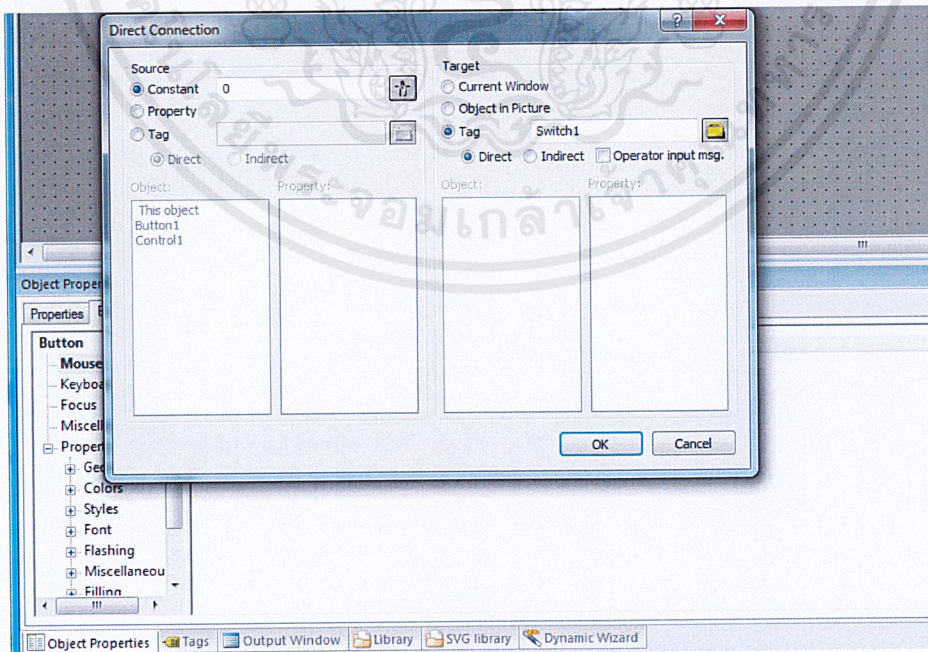 Direct Connection
Source
Constant 0
Property
Tag
Direct Indirect
Object: Property:
This object
Button1
Control1
Target
Current Window
Object in Picture
Tag Switch1
Direct Indirect Operator input msg.
Object: Property:
OK Cancel
Object Proper
Properties
Button
Mouse
Keyboa
Focus
Miscell
Propert
Geo
Colors
Styles
Font
Flashing
Miscellaneou
Filling
Object Properties Tags Output Window Library SVG library Dynamic Wizard